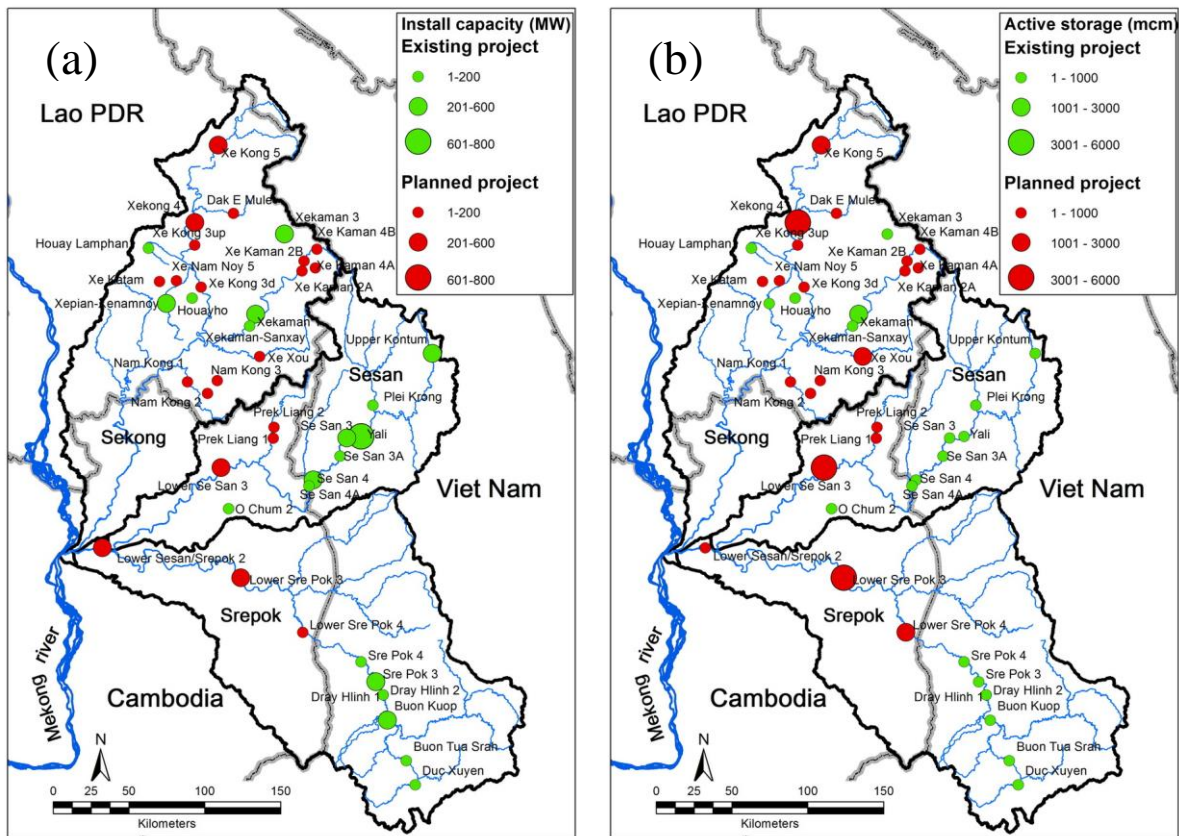 (a)
Install capacity (MW)
Existing project
1-200
201-600
601-800
Planned project
1-200
201-600
601-800
Lao PDR
Xe Kong 5
Dak E Mule
Xekong 4
Xekaman 3
Xe Kong 3up
Xe Kaman 4B
Houay Lamphan
Xe Kaman 2B
Xe Nam Noy 5
Xe Kaman 4A
Xe Katam
Xe Kong 3d
Xe Kaman 2A
Xepian-Xenamnoy
Houayho
Xekaman 1
Xekaman-Sanxay
Upper Kontum
Xe Xou
Nam Kong 1
Nam Kong 3
Sesan
Nam Kong 2
Plei Krong
Prek Liang 2
Se San 3
Yali
Sekong
Prek Liang 1
Se San 3A
Lower Se San 3
Se San 4
Se San 4A
Viet Nam
O Chum 2
Lower Sesan/Srepok 2
Lower Sre Pok 3
Srepok
Lower Sre Pok 4
Mekong river
Sre Pok 4
Sre Pok 3
Cambodia
Dray Hlinh 1
Dray Hlinh 2
Buon Kuop
N
Buon Tua Srah
Duc Xuyen
0
50
100
150
Kilometers
(b)
Active storage (mcm)
Existing project
1 - 1000
1001 - 3000
3001 - 6000
Planned project
1 - 1000
1001 - 3000
3001 - 6000
Lao PDR
Xe Kong 5
Dak E Mule
Xekong 4
Xekaman 3
Xe Kong 3up
Xe Kaman 4B
Houay Lamphan
Xe Kaman 2B
Xe Nam Noy 5
Xe Kaman 4A
Xe Katam
Xe Kong 3d
Xe Kaman 2A
Xepian-Xenamnoy
Houayho
Xekaman 1
Xekaman-Sanxay
Upper Kontum
Xe Xou
Nam Kong 1
Nam Kong 3
Sesan
Nam Kong 2
Plei Krong
Prek Liang 2
Se San 3
Yali
Sekong
Prek Liang 1
Se San 3A
Lower Se San 3
Se San 4
Se San 4A
Viet Nam
O Chum 2
Lower Sesan/Srepok 2
Lower Sre Pok 3
Srepok
Lower Sre Pok 4
Mekong river
Sre Pok 4
Sre Pok 3
Cambodia
Dray Hlinh 1
Dray Hlinh 2
Buon Kuop
N
Buon Tua Srah
Duc Xuyen
0
50
100
150
Kilometers